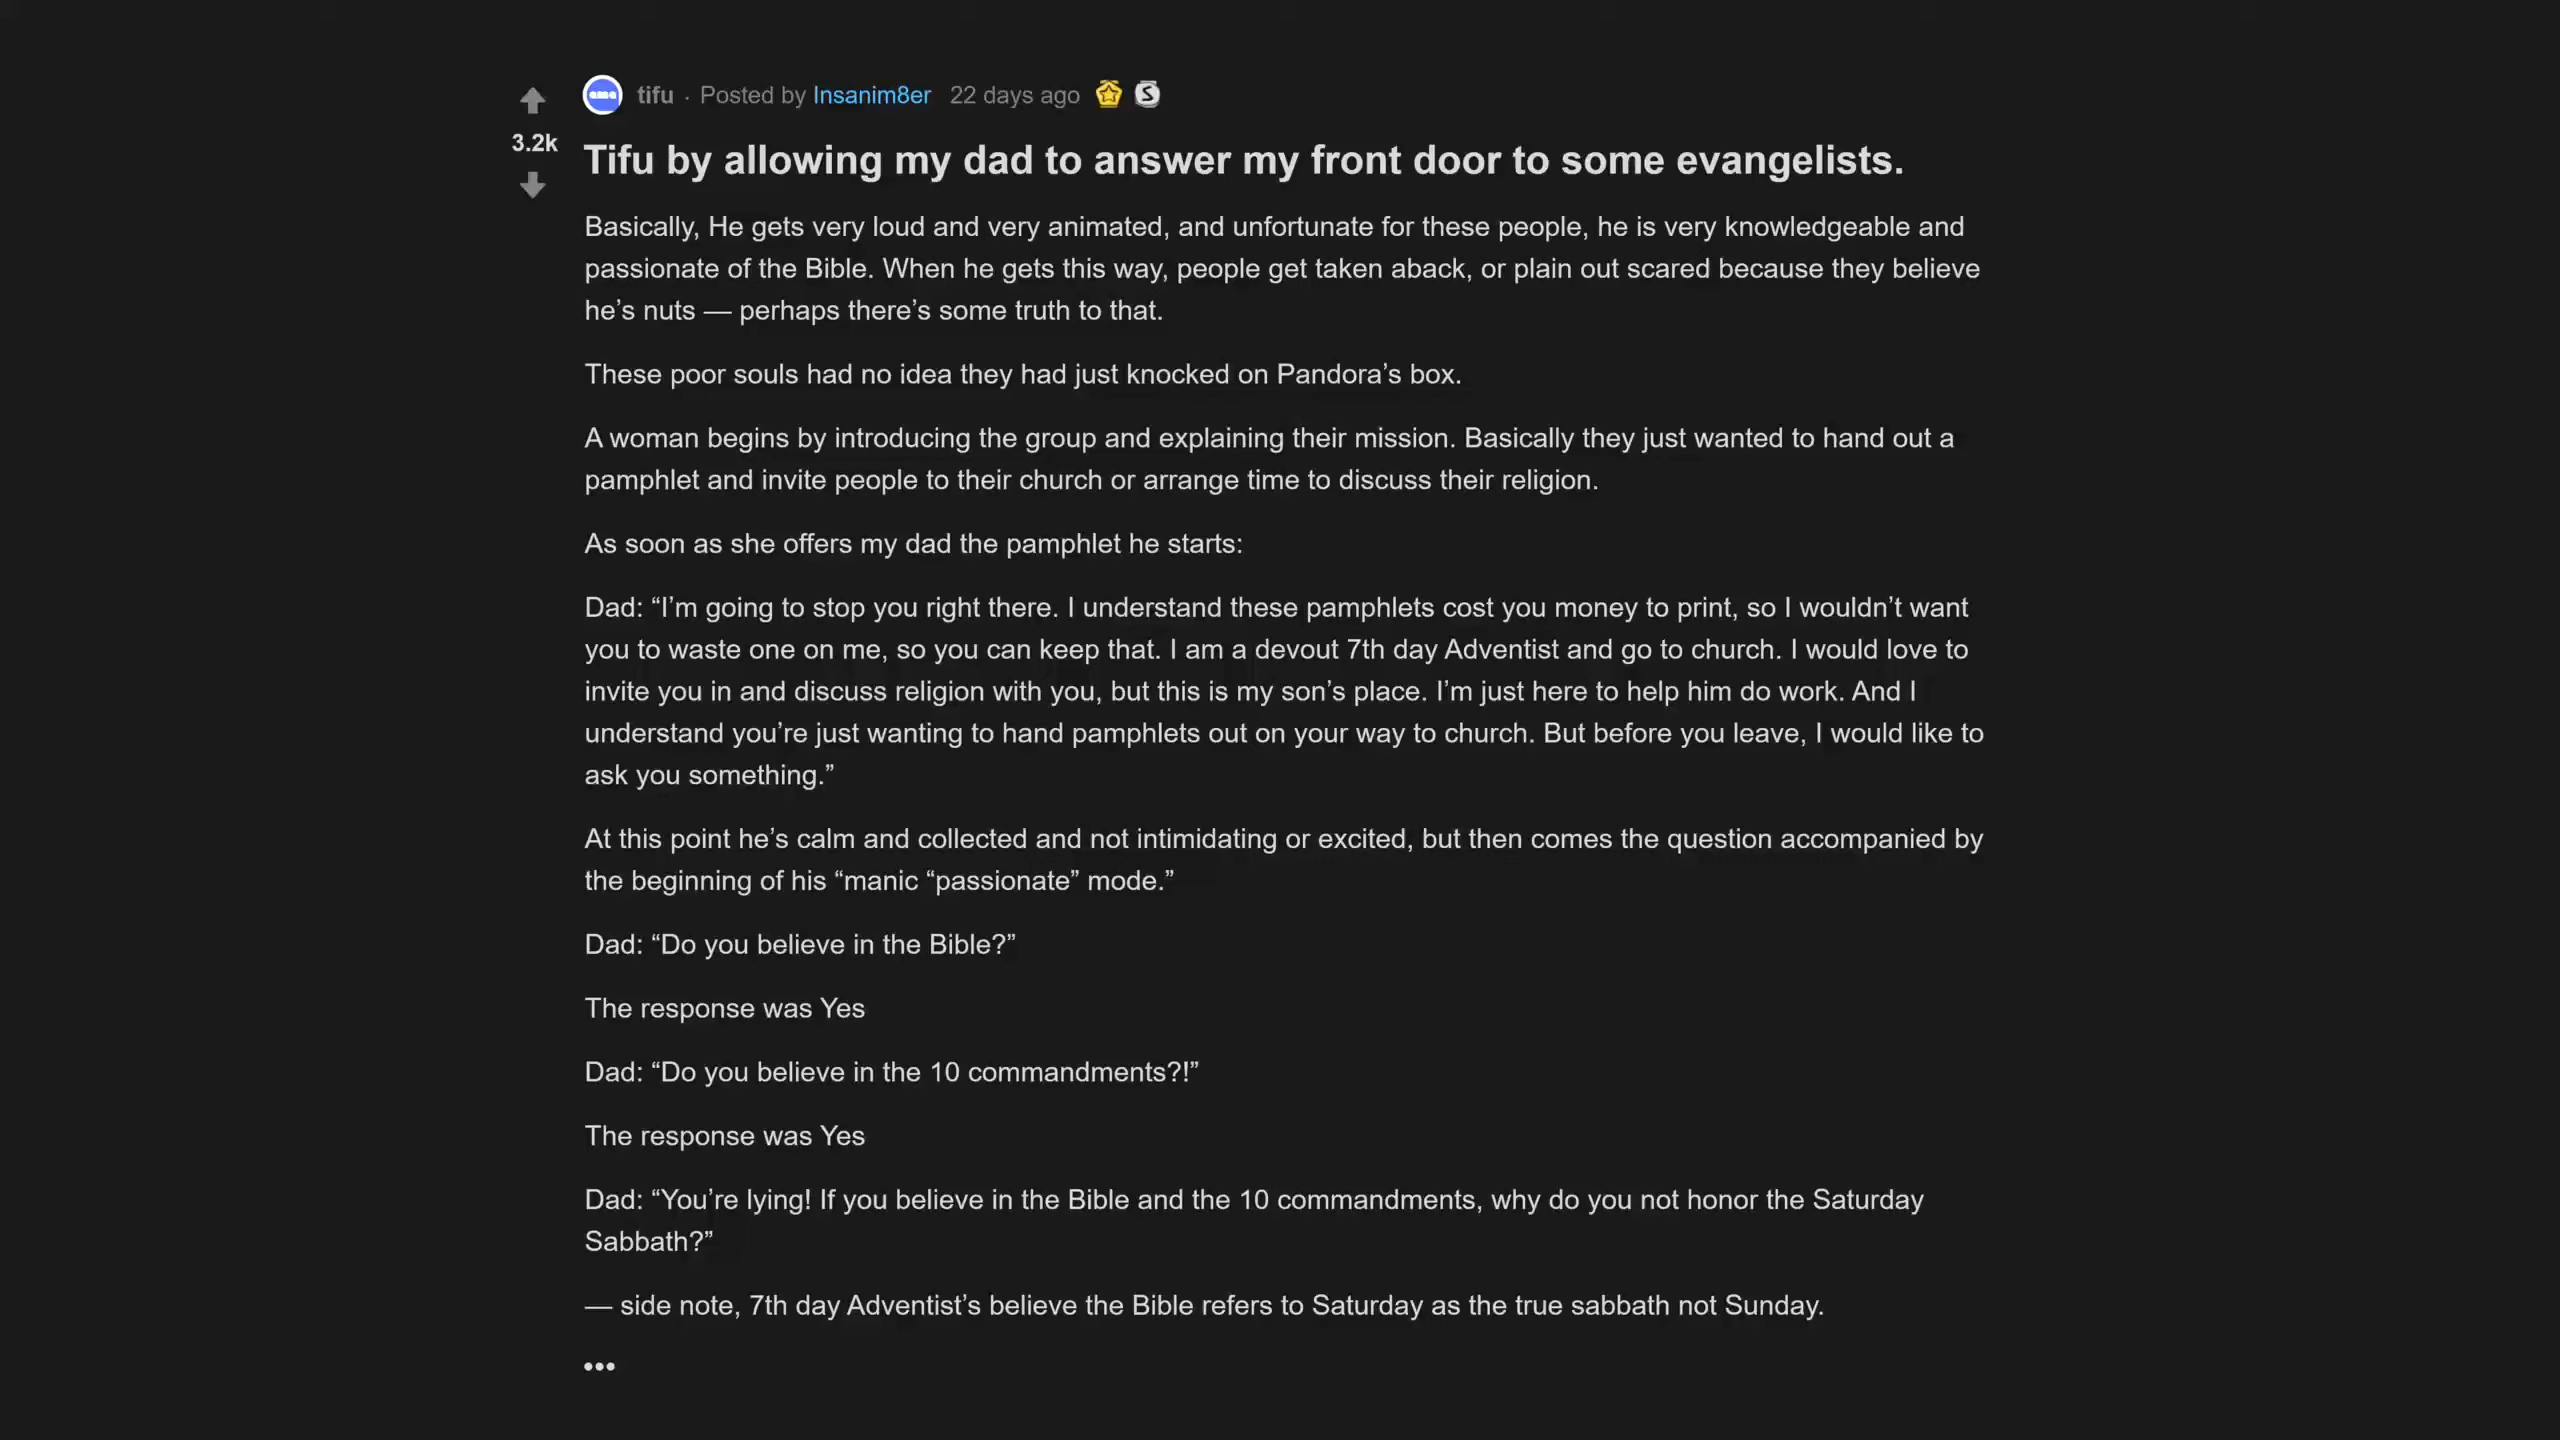 tifu · Posted by Insanim8er 22 days ago
3.2k
Tifu by allowing my dad to answer my front door to some evangelists.
Basically, He gets very loud and very animated, and unfortunate for these people, he is very knowledgeable and
passionate of the Bible. When he gets this way, people get taken aback, or plain out scared because they believe
he’s nuts — perhaps there’s some truth to that.
These poor souls had no idea they had just knocked on Pandora’s box.
A woman begins by introducing the group and explaining their mission. Basically they just wanted to hand out a
pamphlet and invite people to their church or arrange time to discuss their religion.
As soon as she offers my dad the pamphlet he starts:
Dad: “I’m going to stop you right there. I understand these pamphlets cost you money to print, so I wouldn’t want
you to waste one on me, so you can keep that. I am a devout 7th day Adventist and go to church. I would love to
invite you in and discuss religion with you, but this is my son’s place. I’m just here to help him do work. And I
understand you’re just wanting to hand pamphlets out on your way to church. But before you leave, I would like to
ask you something.”
At this point he’s calm and collected and not intimidating or excited, but then comes the question accompanied by
the beginning of his “manic “passionate” mode.”
Dad: “Do you believe in the Bible?”
The response was Yes
Dad: “Do you believe in the 10 commandments?!”
The response was Yes
Dad: “You’re lying! If you believe in the Bible and the 10 commandments, why do you not honor the Saturday
Sabbath?”
— side note, 7th day Adventist’s believe the Bible refers to Saturday as the true sabbath not Sunday.
•••